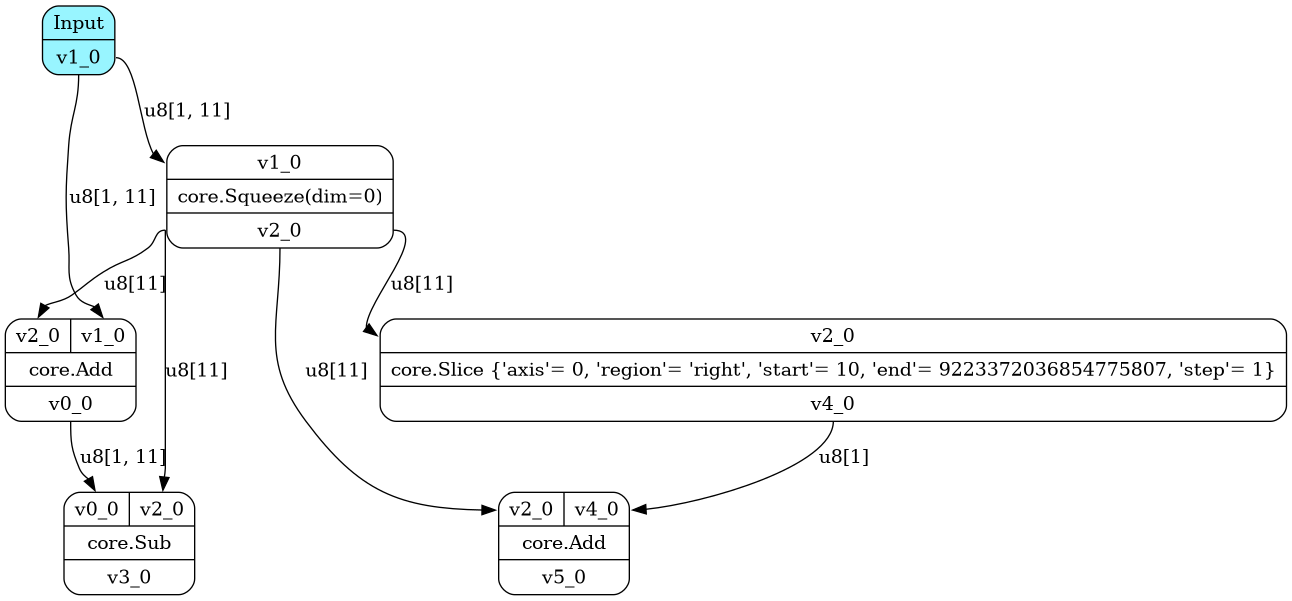 Input
v1_0
u8[1, 11]
v1_0
core.Squeeze(dim=0)
v2_0
u8[1, 11]
u8[11]
u8[11]
v2_0 v1_0
core.Add
v0_0
u8[11]
u8[11]
v2_0
core.Slice {'axis'= 0, 'region'= 'right', 'start'= 10, 'end'= 9223372036854775807, 'step'= 1}
v4_0
u8[1, 11]
u8[1]
v0_0 v2_0
core.Sub
v3_0
v2_0 v4_0
core.Add
v5_0